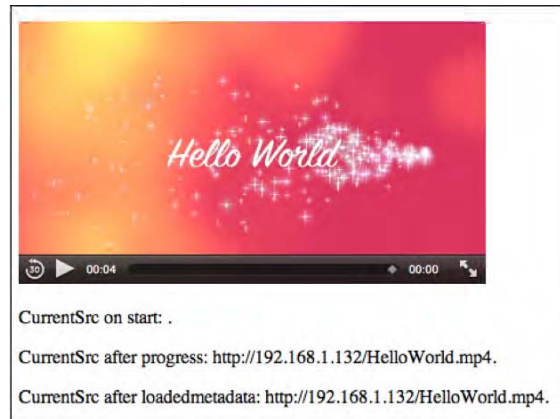 Hello World
30 00:04 00:00
CurrentSrc on start: .
CurrentSrc after progress: http://192.168.1.132/HelloWorld.mp4.
CurrentSrc after loadedmetadata: http://192.168.1.132/HelloWorld.mp4.